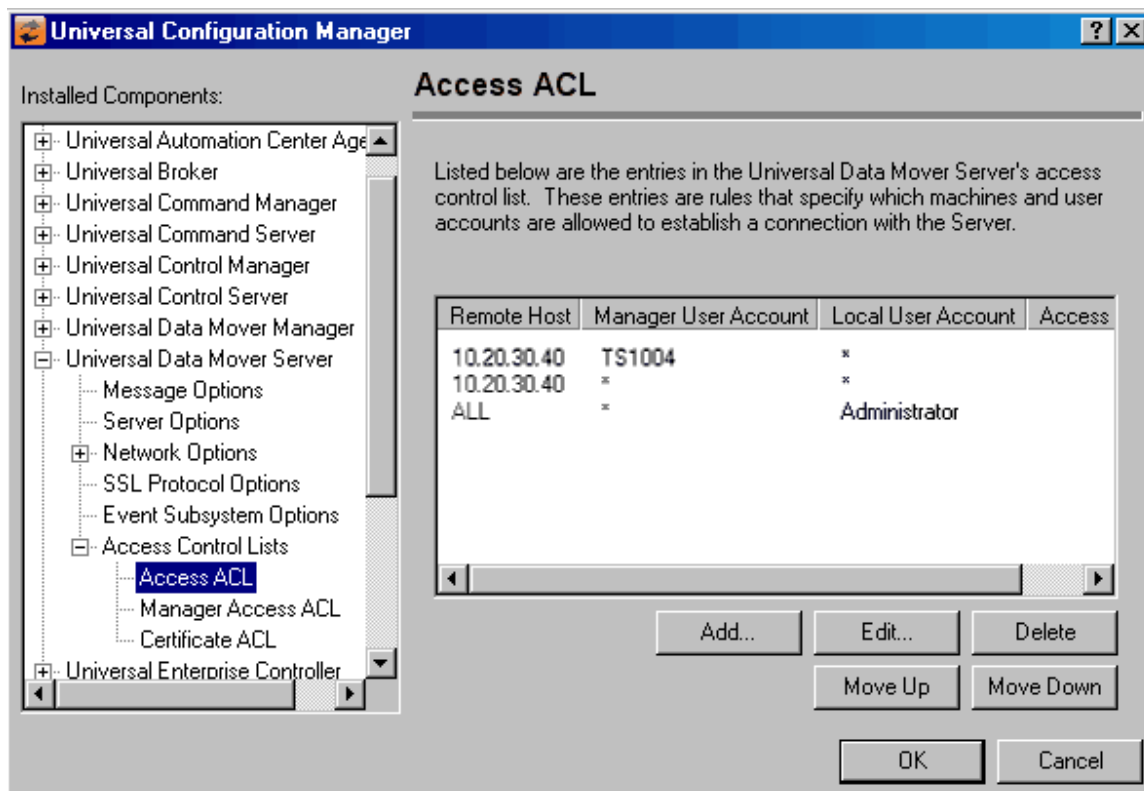 Universal Configuration Manager
Installed Components:
Universal Automation Center Age
Universal Broker
Universal Command Manager
Universal Command Server
Universal Control Manager
Universal Control Server
Universal Data Mover Manager
Universal Data Mover Server
Message Options
Server Options
Network Options
SSL Protocol Options
Event Subsystem Options
Access Control Lists
Access ACL
Manager Access ACL
Certificate ACL
Universal Enterprise Controller
Access ACL
Listed below are the entries in the Universal Data Mover Server's access
control list. These entries are rules that specify which machines and user
accounts are allowed to establish a connection with the Server.
Remote Host Manager User Account Local User Account Access
10.20.30.40 TS1004 *
10.20.30.40 * *
ALL * Administrator
Add... Edit... Delete
Move Up Move Down
OK Cancel